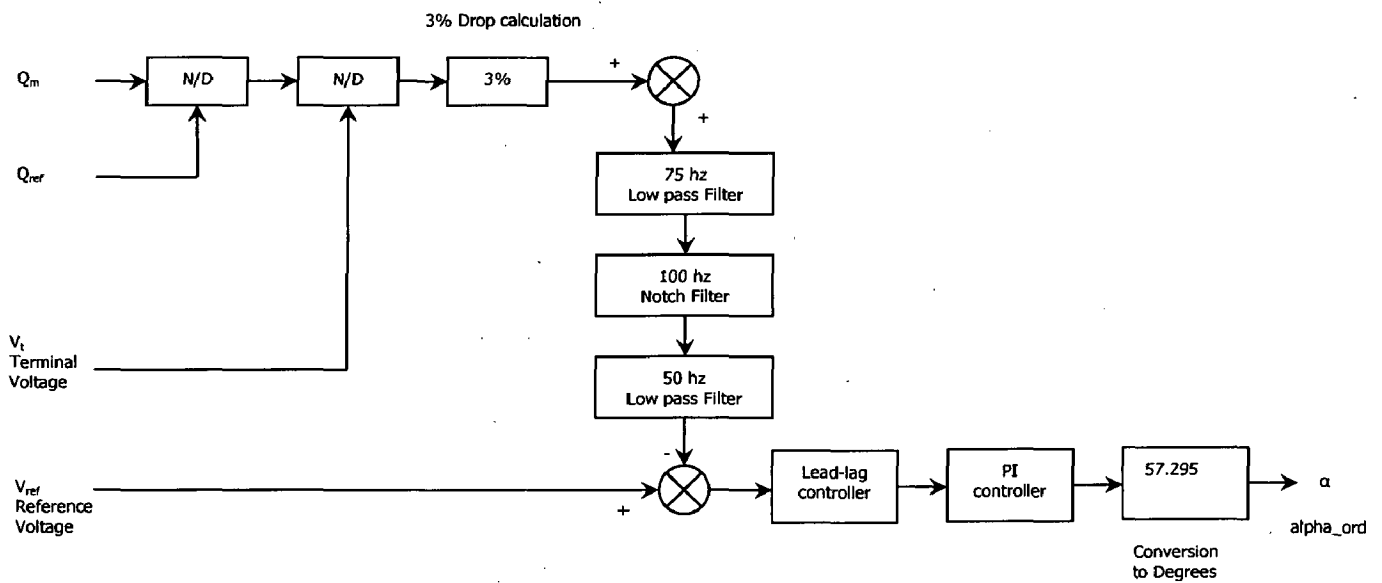 3% Drop calculation
Qm
N/D
N/D
3%
+
+
Qref
75 hz
Low pass Filter
100 hz
Notch Filter
Vt
Terminal
Voltage
50 hz
Low pass Filter
-
Vref
Reference
Voltage
+
Lead-lag
controller
PI
controller
57.295
α
alpha_ord
Conversion
to Degrees